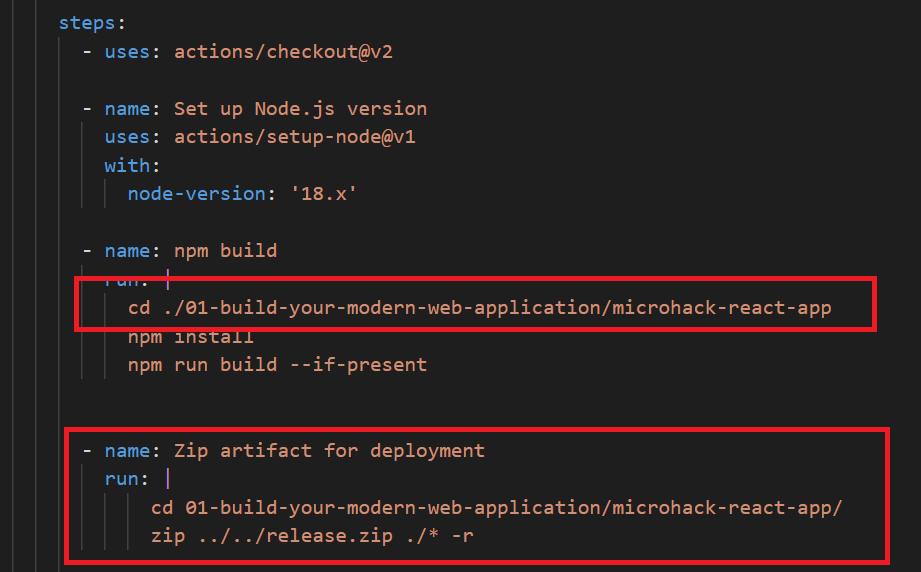 steps:
- uses: actions/checkout@v2
- name: Set up Node.js version
uses: actions/setup-node@v1
with:
node-version: '18.x'
- name: npm build
run: |
cd ./01-build-your-modern-web-application/microhack-react-app
npm install
npm run build --if-present
- name: Zip artifact for deployment
run: |
cd 01-build-your-modern-web-application/microhack-react-app/
zip ../../release.zip ./* -r